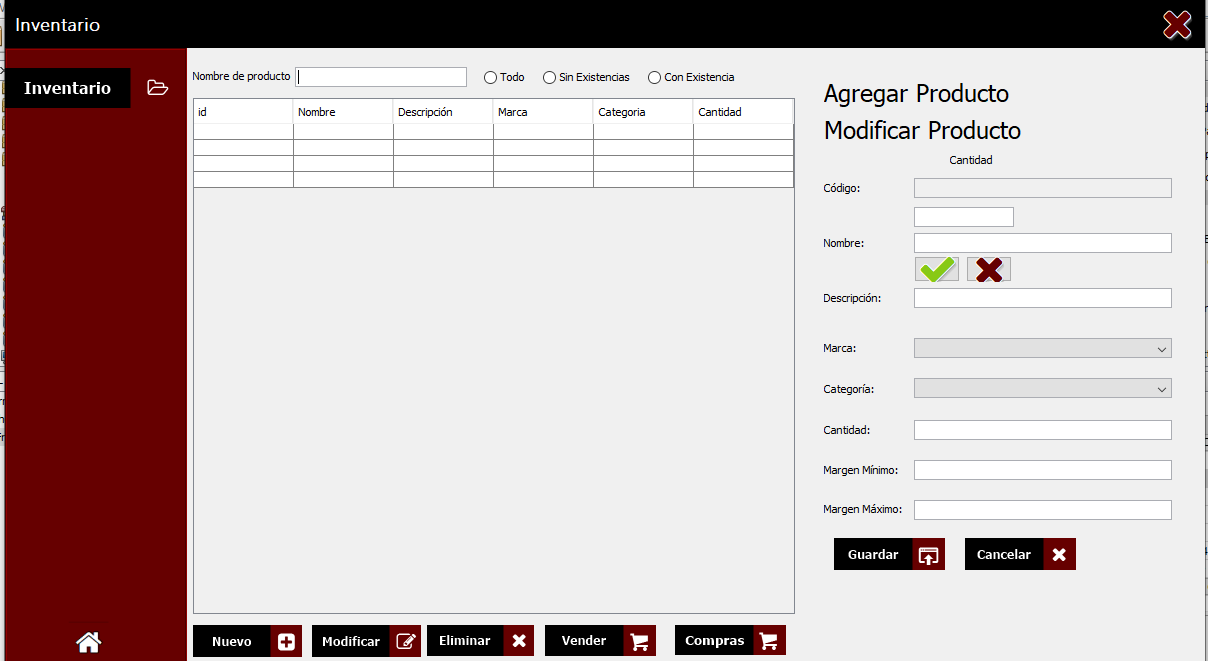 Inventario
Inventario
Nombre de producto Todo Sin Existencias Con Existencia
id Nombre Descripción Marca Categoria Cantidad
Agregar Producto
Modificar Producto
Cantidad
Código:
Nombre:
Descripción:
Marca:
Categoría:
Cantidad:
Margen Mínimo:
Margen Máximo:
Guardar Cancelar
Nuevo Modificar Eliminar Vender Compras